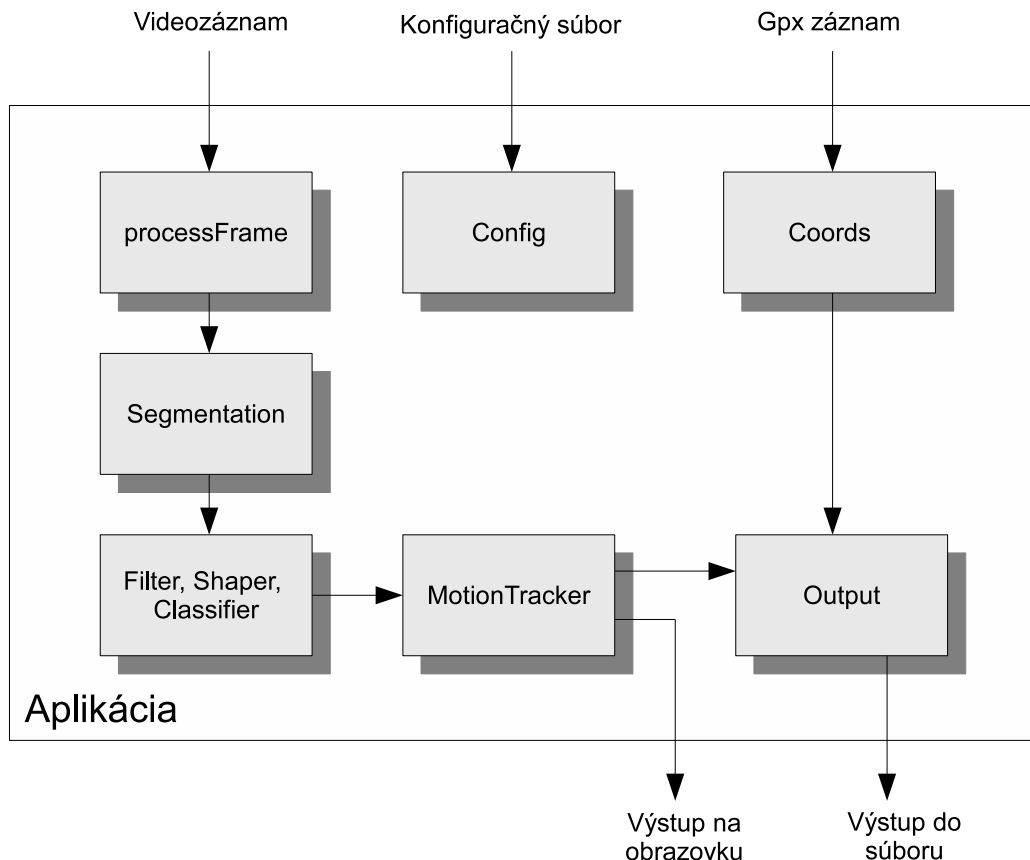 Videozáznam
Konfiguračný súbor
Gpx záznam
processFrame
Config
Coords
Segmentation
Filter, Shaper,
Classifier
MotionTracker
Output
Aplikácia
Výstup na
obrazovku
Výstup do
súboru